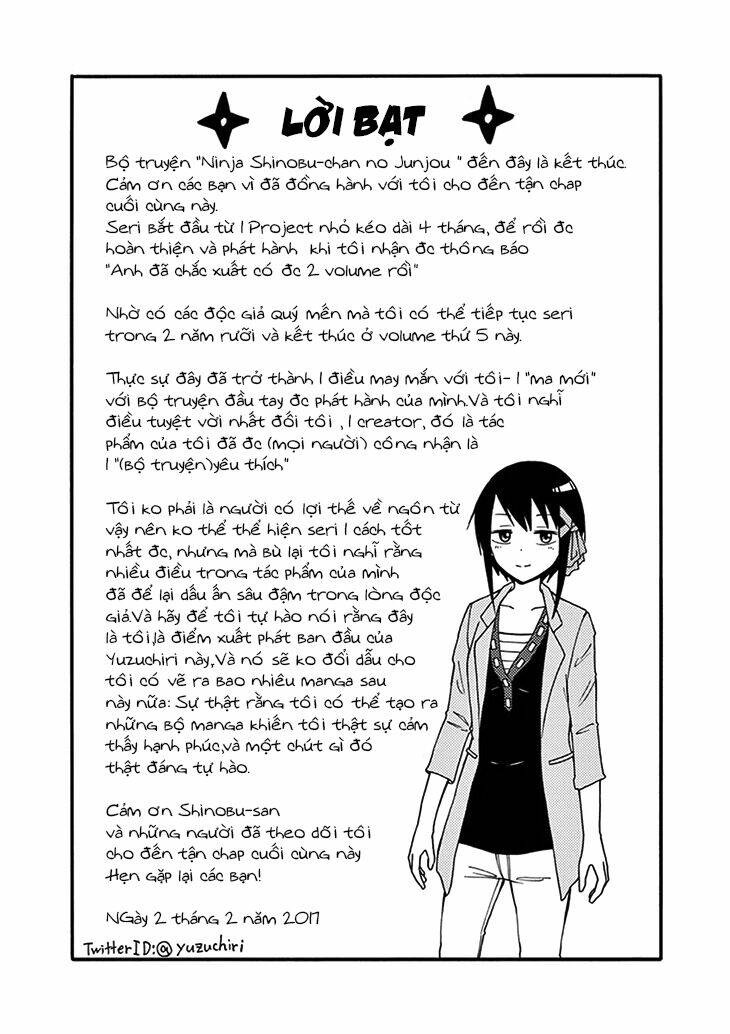 LỜI BẠT
Bộ truyện "Ninja Shinobu-chan no Junjou " đến đây là kết thúc.
Cảm ơn các bạn vì đã đồng hành với tôi cho đến tận chap
cuối cùng này.
Seri bắt đầu từ 1 Project nhỏ kéo dài 4 tháng, để rồi đc
hoàn thiện và phát hành khi tôi nhận đc thông báo
"Anh đã chắc xuất có đc 2 volume rồi"
Nhờ có các độc giả quý mến mà tôi có thể tiếp tục seri
trong 2 năm rưỡi và kết thúc ở volume thứ 5 này.
Thực sự đây đã trở thành 1 điều may mắn với tôi- 1 "ma mới"
với bộ truyện đầu tay đc phát hành của mình.Và tôi nghĩ
điều tuyệt vời nhất đối tôi , 1 creator, đó là tác
phẩm của tôi đã đc (mọi người) công nhận là
1 "(bộ truyện)yêu thích"
Tôi ko phải là người có lợi thế về ngôn từ
vậy nên ko thể thể hiện seri 1 cách tốt
nhất đc, nhưng mà bù lại tôi nghĩ rằng
nhiều điều trong tác phẩm của mình
đã để lại dấu ấn sâu đậm trong lòng độc
giả.Và hãy để tôi tự hào nói rằng đây
là tôi,là điểm xuất phát ban đầu của
Yuzuchiri này,Và nó sẽ ko đổi dẫu cho
tôi có vẽ ra bao nhiêu manga sau
này nữa: Sự thật rằng tôi có thể tạo ra
những bộ manga khiến tôi thật sự cảm
thấy hạnh phúc,và một chút gì đó
thật đáng tự hào.
Cảm ơn Shinobu-san
và những người đã theo dõi tôi
cho đến tận chap cuối cùng này
Hẹn gặp lại các bạn!
Ngày 2 tháng 2 năm 2017
TwitterID:@yuzuchiri